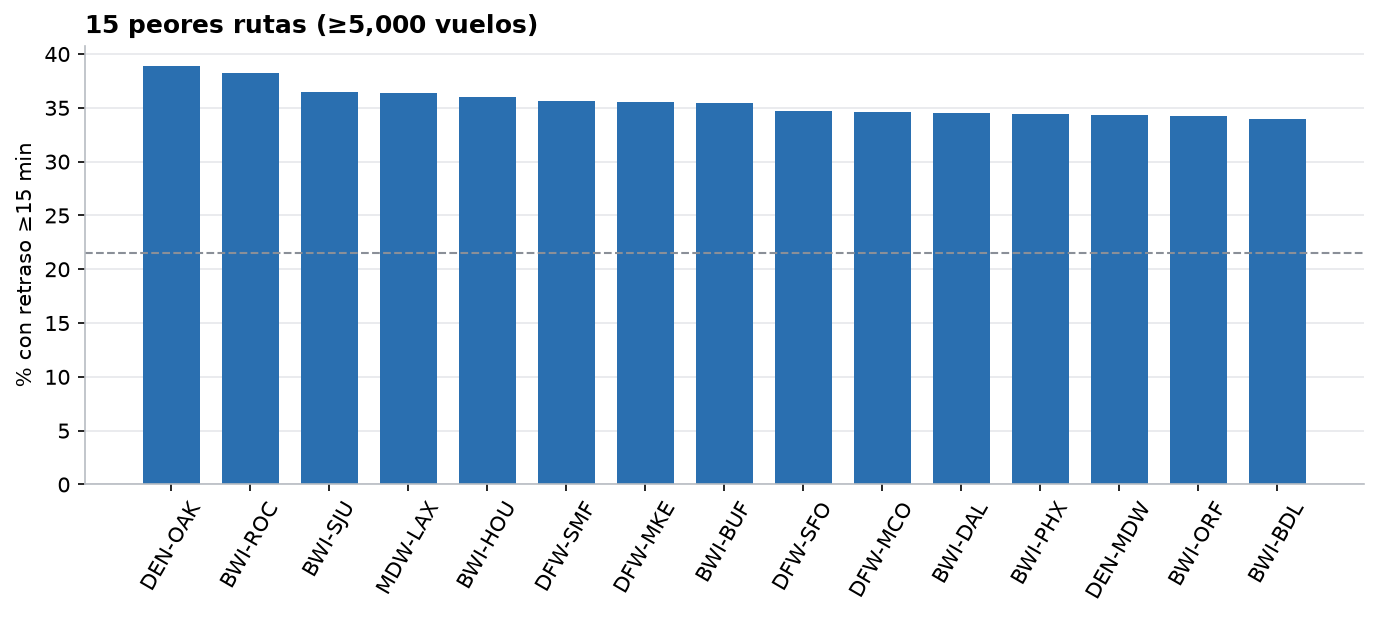 15 peores rutas (≥5,000 vuelos)
% con retraso ≥15 min
40
35
30
25
20
15
10
5
0
DEN-OAK
BWI-ROC
BWI-SJU
MDW-LAX
BWI-HOU
DFW-SMF
DFW-MKE
BWI-BUF
DFW-SFO
DFW-MCO
BWI-DAL
BWI-PHX
DEN-MDW
BWI-ORF
BWI-BDL